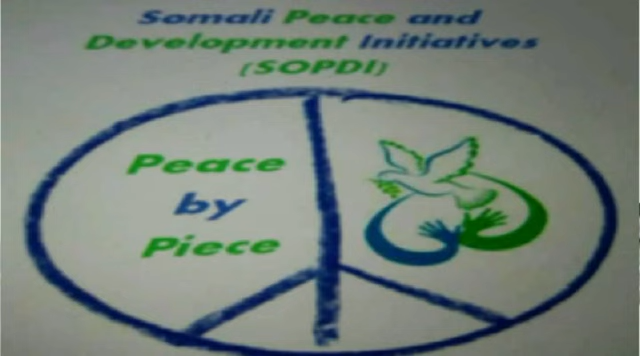 Somali Peace and
Development Initiatives
(SOPDI)
Peace
by
Piece